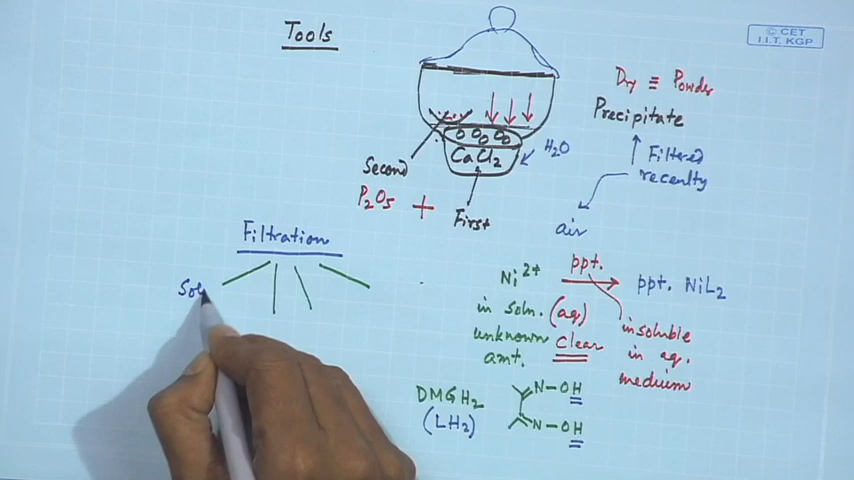 Tools
© CET
I.I.T. KGP
Dry ≡ Powder
Precipitate
Filtered
recenlty
air
H2O
CaCl2
Second
P2O5 +
First
Filtration
Sol
Ni2+ ppt. ppt. NiL2
in soln. (aq)
unknown clear
amt.
insoluble
in aq.
medium
DMGH2
(LH2)
N-OH
N-OH